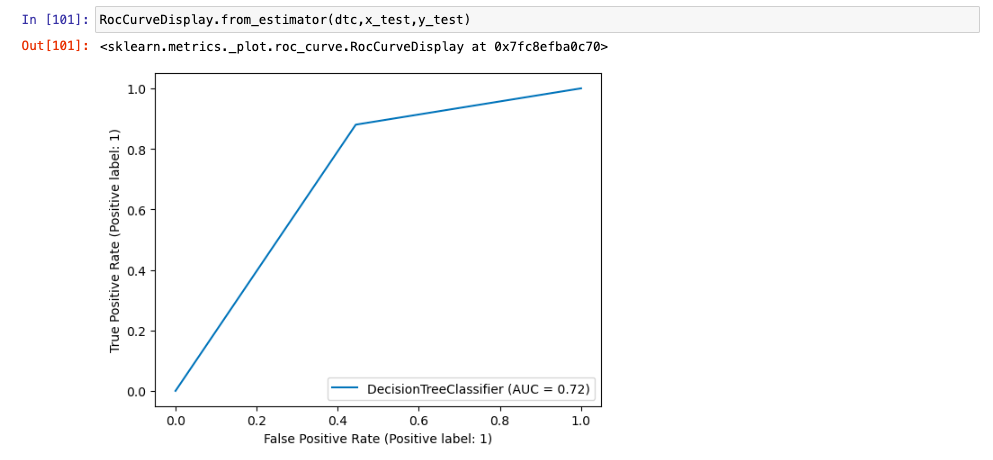 In [101]: RocCurveDisplay.from_estimator(dtc,x_test,y_test)
Out[101]: <sklearn.metrics._plot.roc_curve.RocCurveDisplay at 0x7fc8efba0c70>
1.0
0.8
0.6
0.4
0.2
0.0
True Positive Rate (Positive label: 1)
DecisionTreeClassifier (AUC = 0.72)
0.0 0.2 0.4 0.6 0.8 1.0
False Positive Rate (Positive label: 1)